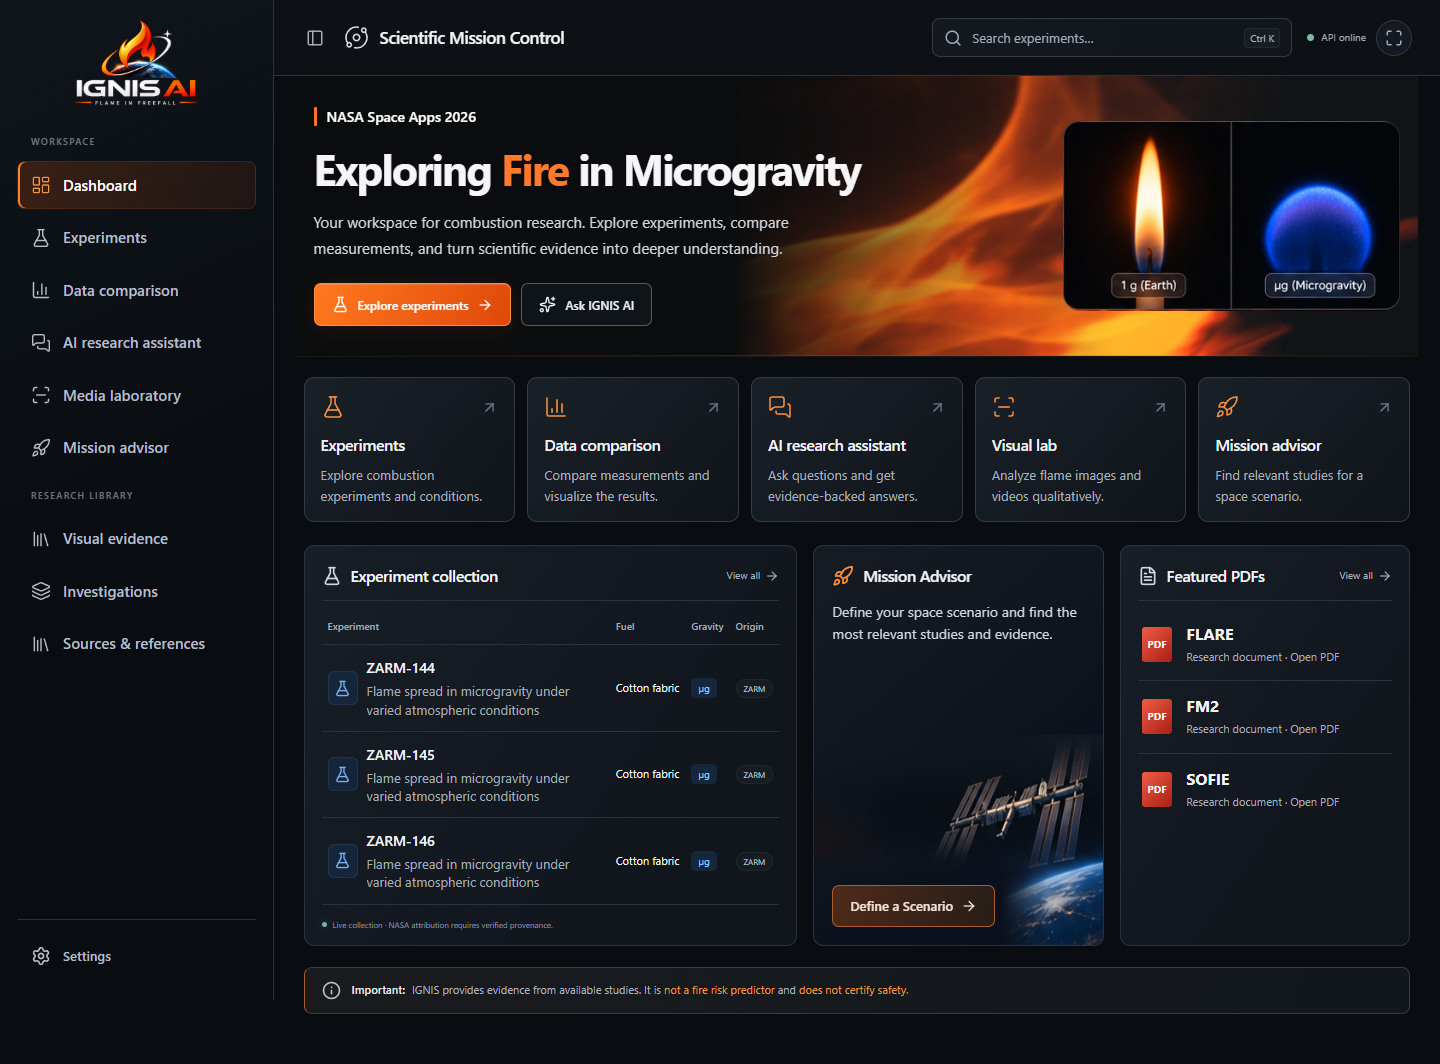 IGNIS AI
FLAME IN FREEFALL
WORKSPACE
Dashboard
Experiments
Data comparison
AI research assistant
Media laboratory
Mission advisor
RESEARCH LIBRARY
Visual evidence
Investigations
Sources & references
Settings
Scientific Mission Control
Search experiments...
Ctrl K
API online
NASA Space Apps 2026
Exploring Fire in Microgravity
Your workspace for combustion research. Explore experiments, compare
measurements, and turn scientific evidence into deeper understanding.
Explore experiments
Ask IGNIS AI
1 g (Earth)
µg (Microgravity)
Experiments
Explore combustion
experiments and conditions.
Data comparison
Compare measurements and
visualize the results.
AI research assistant
Ask questions and get
evidence-backed answers.
Visual lab
Analyze flame images and
videos qualitatively.
Mission advisor
Find relevant studies for a
space scenario.
Experiment collection
View all
Experiment Fuel Gravity Origin
ZARM-144
Flame spread in microgravity under
varied atmospheric conditions
Cotton fabric µg ZARM
ZARM-145
Flame spread in microgravity under
varied atmospheric conditions
Cotton fabric µg ZARM
ZARM-146
Flame spread in microgravity under
varied atmospheric conditions
Cotton fabric µg ZARM
Live collection · NASA attribution requires verified provenance.
Mission Advisor
Define your space scenario and find the
most relevant studies and evidence.
Define a Scenario
Featured PDFs
View all
PDF
FLARE
Research document · Open PDF
PDF
FM2
Research document · Open PDF
PDF
SOFIE
Research document · Open PDF
Important: IGNIS provides evidence from available studies. It is not a fire risk predictor and does not certify safety.